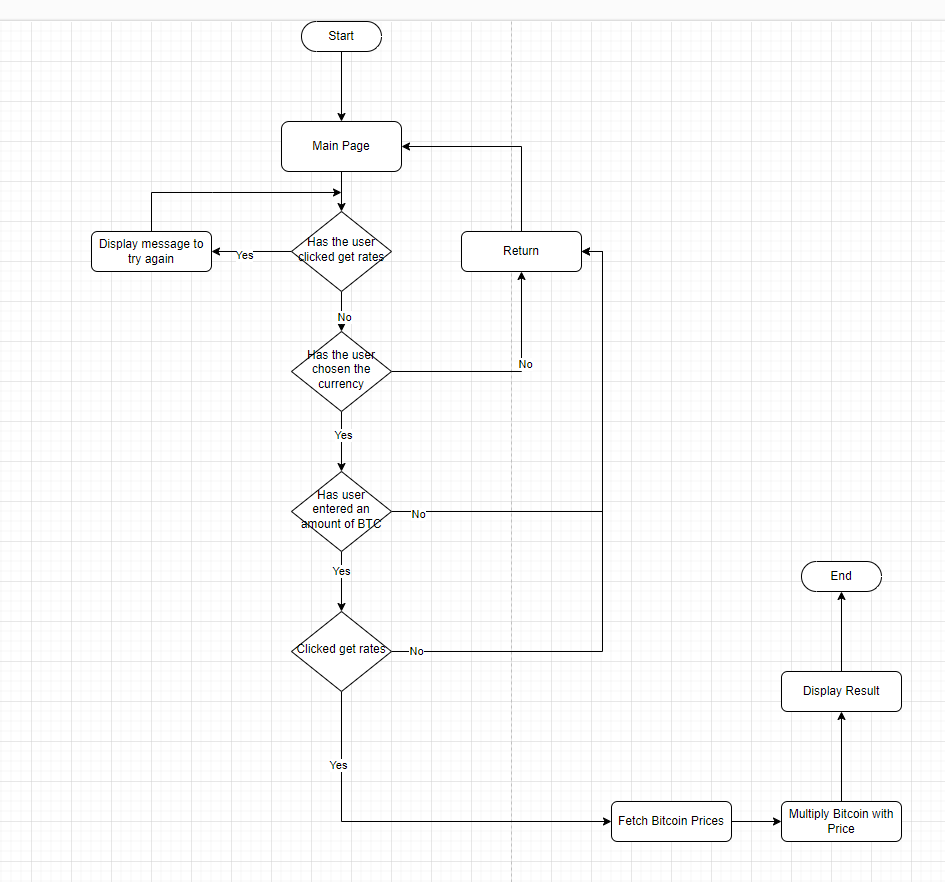 Start
Main Page
Display message to
try again
Yes
Has the user
clicked get rates
Return
No
Has the user
chosen the
currency
No
Yes
Has user
entered an
amount of BTC
No
Yes
End
Clicked get rates
No
Display Result
Yes
Fetch Bitcoin Prices
Multiply Bitcoin with
Price